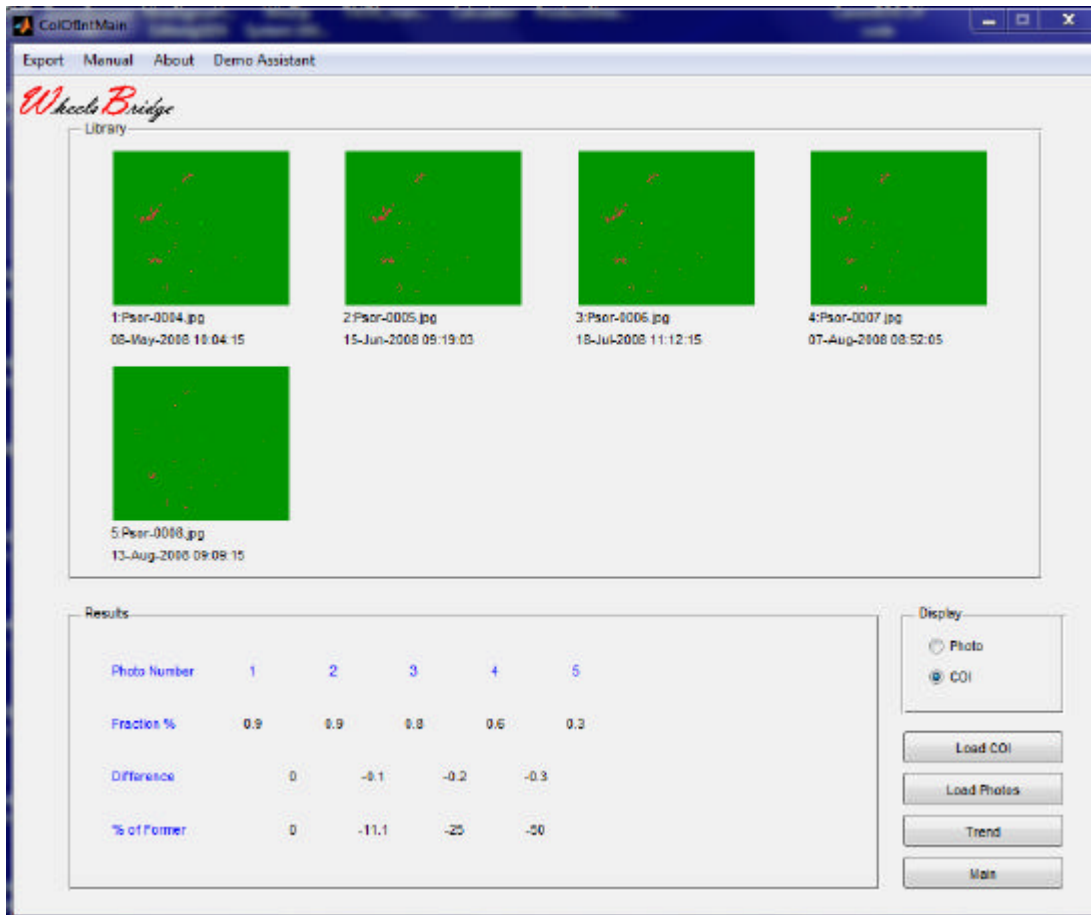 ColOfIntMain
Export Manual About Demo Assistant
Wheels Bridge
Library
1:Psor-0004.jpg 2:Psor-0005.jpg 3:Psor-0006.jpg 4:Psor-0007.jpg
08-May-2008 10:04:15 15-Jun-2008 09:19:03 18-Jul-2008 11:12:15 07-Aug-2008 08:52:05
5:Psor-0008.jpg
13-Aug-2008 09:09:15
Results
Display
Photo
COI
Photo Number 1 2 3 4 5
Fraction % 0.9 0.9 0.8 0.6 0.3
Difference 0 -0.1 -0.2 -0.3
% of Former 0 -11.1 -25 -50
Load COI
Load Photos
Trend
Main